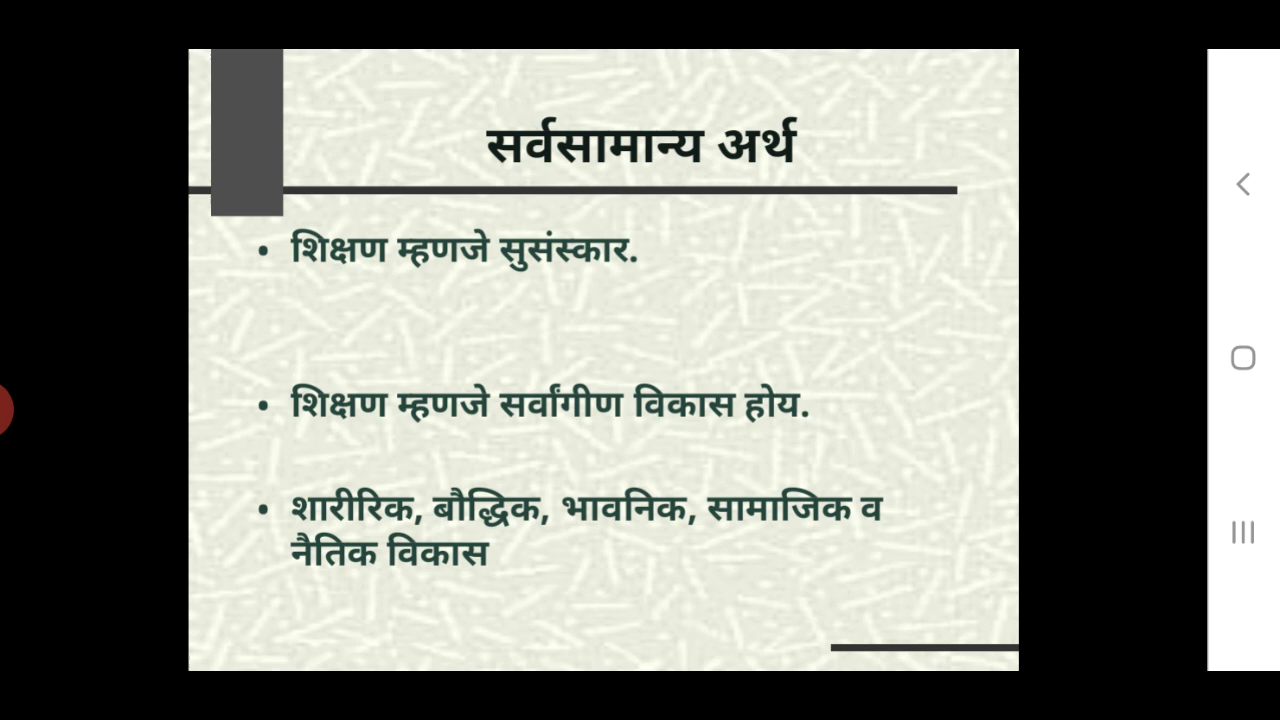 सर्वसामान्य अर्थ
• शिक्षण म्हणजे सुसंस्कार.
• शिक्षण म्हणजे सर्वांगीण विकास होय.
• शारीरिक, बौद्धिक, भावनिक, सामाजिक व
नैतिक विकास